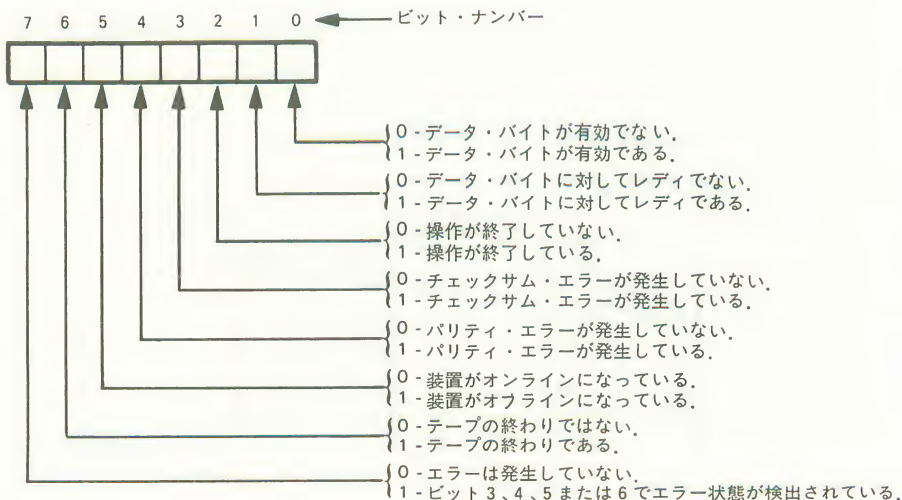 7 6 5 4 3 2 1 0 ビット・ナンバー
0 - データ・バイトが有効でない.
1 - データ・バイトが有効である.
0 - データ・バイトに対してレディでない.
1 - データ・バイトに対してレディである.
0 - 操作が終了していない.
1 - 操作が終了している.
0 - チェックサム・エラーが発生していない.
1 - チェックサム・エラーが発生している.
0 - パリティ・エラーが発生していない.
1 - パリティ・エラーが発生している.
0 - 装置がオンラインになっている.
1 - 装置がオフラインになっている.
0 - テープの終わりではない.
1 - テープの終わりである.
0 - エラーは発生していない.
1 - ビット3、4、5または6でエラー状態が検出されている.